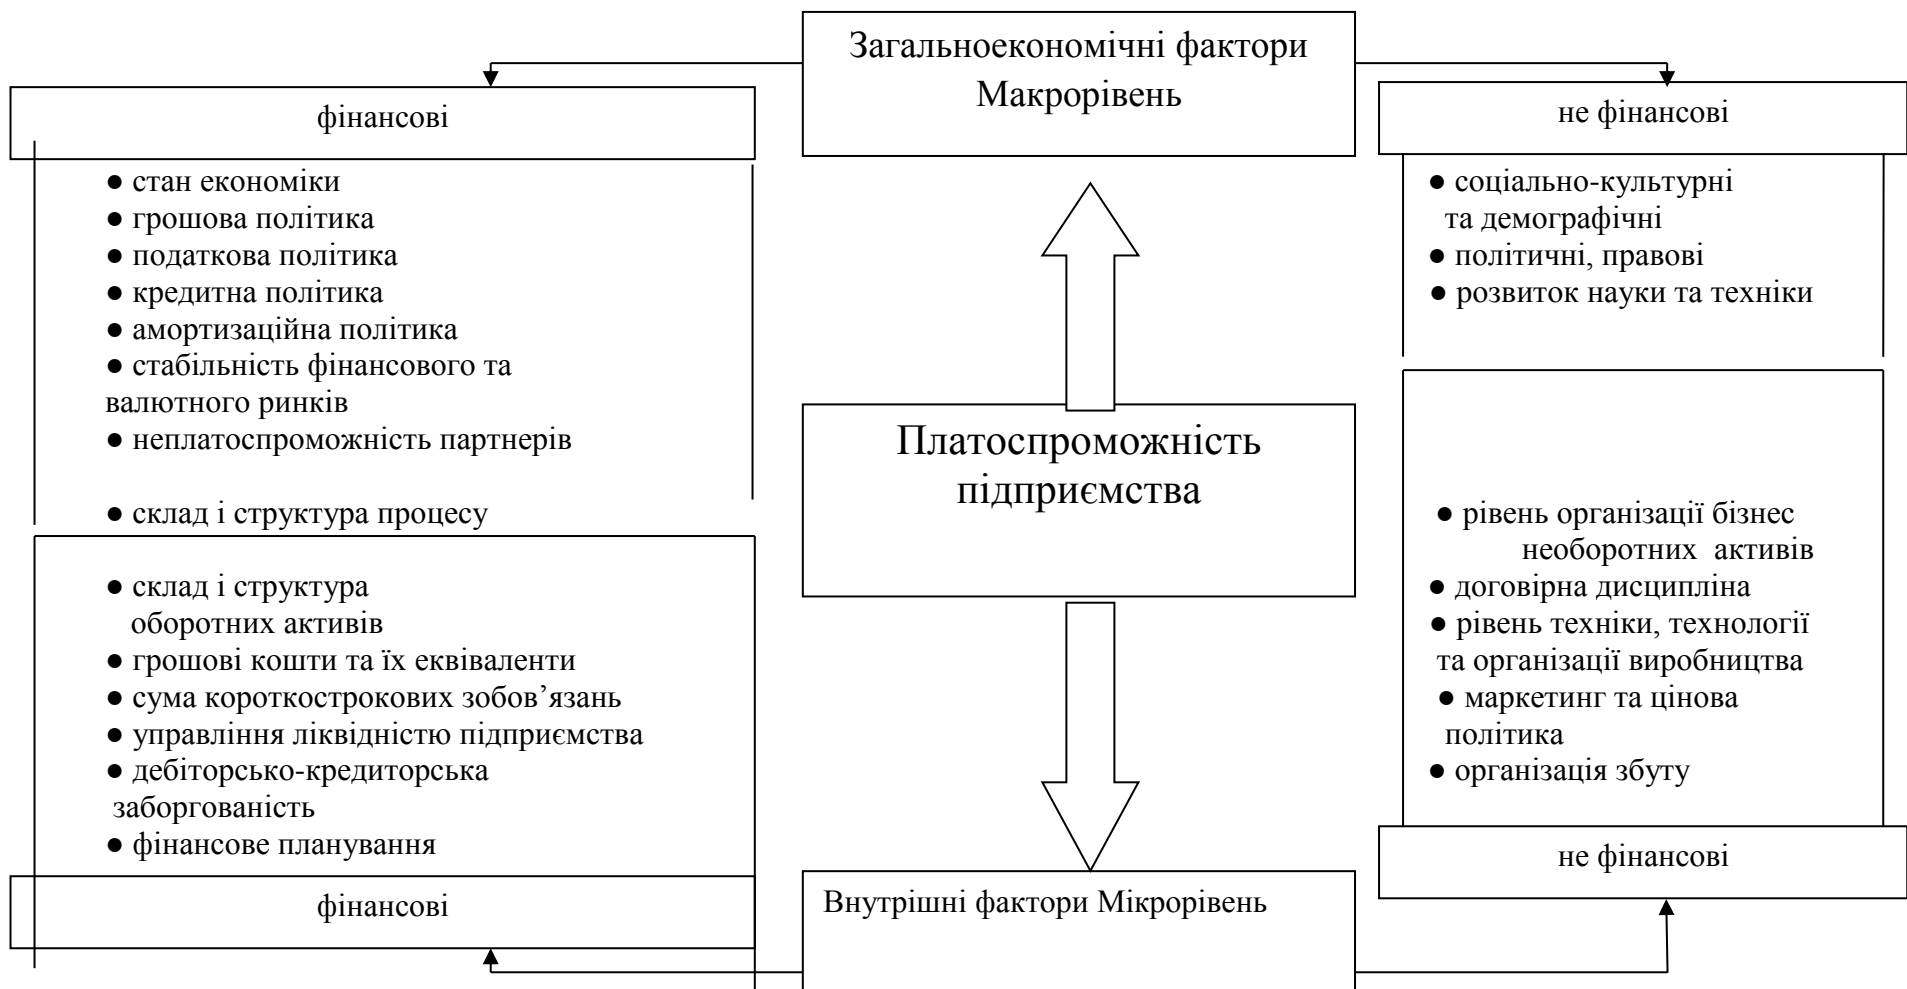 Загальноекономічні фактори
Макрорівень
фінансові
не фінансові
● стан економіки
● грошова політика
● податкова політика
● кредитна політика
● амортизаційна політика
● стабільність фінансового та
валютного ринків
● неплатоспроможність партнерів
● соціально-культурні
та демографічні
● політичні, правові
● розвиток науки та техніки
Платоспроможність
підприємства
● склад і структура процесу
● склад і структура
оборотних активів
● грошові кошти та їх еквіваленти
● сума короткострокових зобов’язань
● управління ліквідністю підприємства
● дебіторсько-кредиторська
заборгованість
● фінансове планування
● рівень організації бізнес
необоротних активів
● договірна дисципліна
● рівень техніки, технології
та організації виробництва
● маркетинг та цінова
політика
● організація збуту
фінансові
Внутрішні фактори Мікрорівень
не фінансові